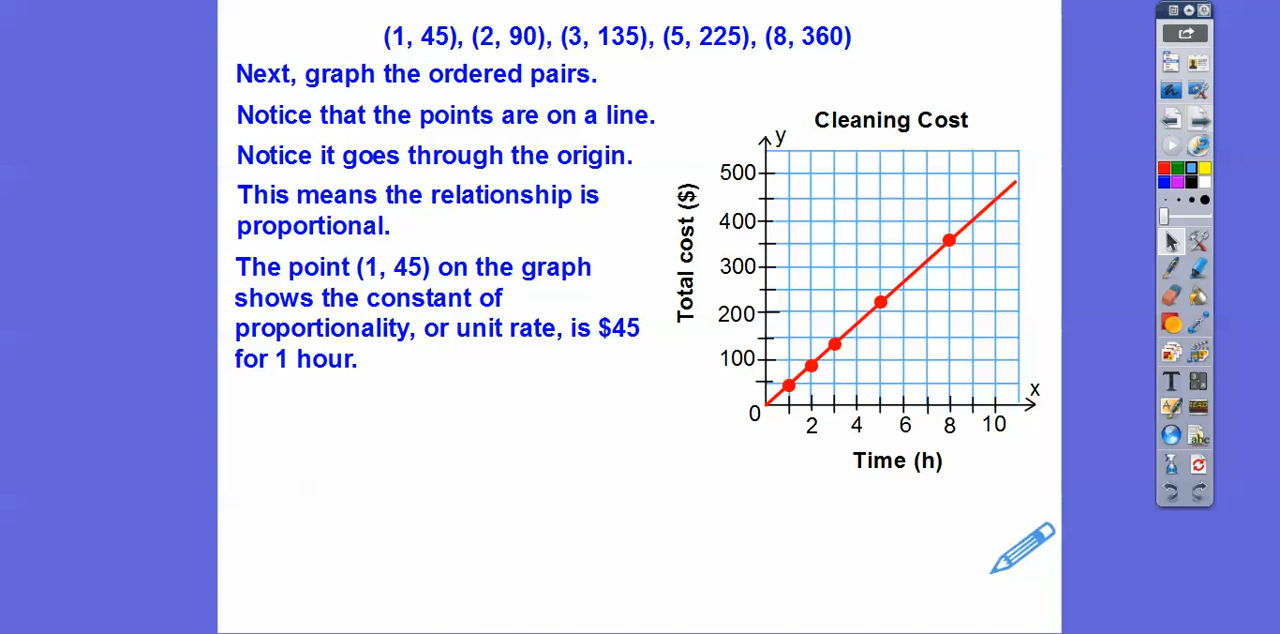 (1, 45), (2, 90), (3, 135), (5, 225), (8, 360)
Next, graph the ordered pairs.
Notice that the points are on a line.
Notice it goes through the origin.
This means the relationship is
proportional.
The point (1, 45) on the graph
shows the constant of
proportionality, or unit rate, is $45
for 1 hour.
Cleaning Cost
y
500
400
300
200
100
0
Total cost ($)
x
2 4 6 8 10
Time (h)
T
abc